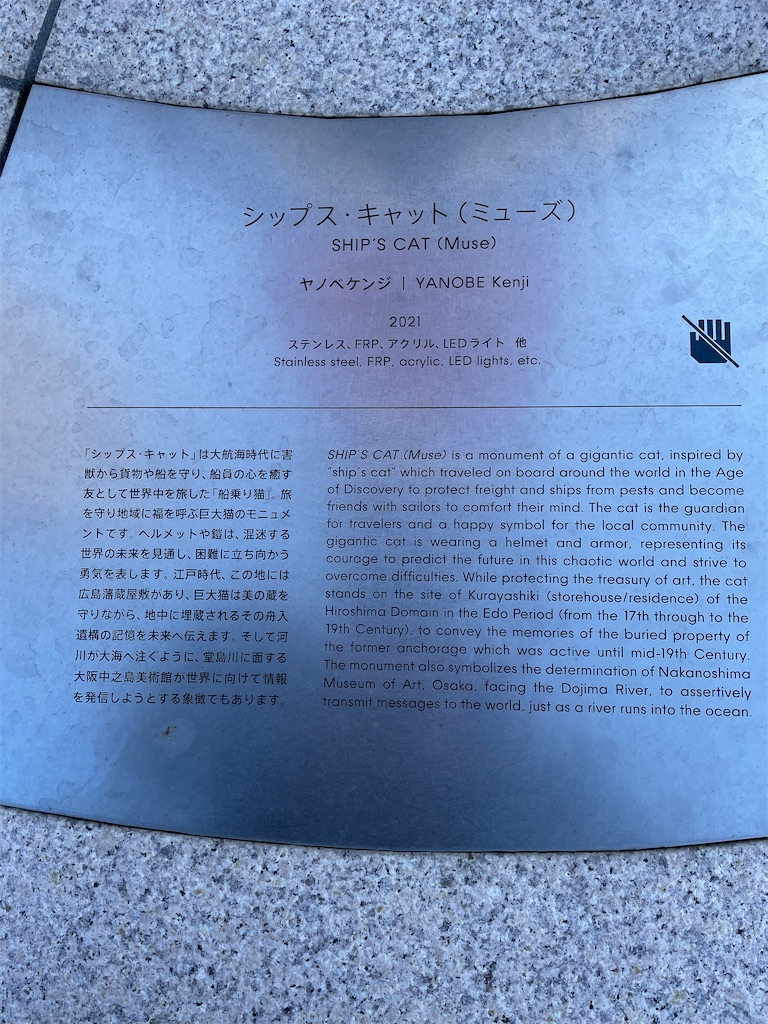 シップス・キャット（ミューズ）
SHIP'S CAT (Muse)
ヤノベケンジ | YANOBE Kenji
2021
ステンレス、FRP、アクリル、LEDライト 他
Stainless steel, FRP, acrylic, LED lights, etc.
「シップス・キャット」は大航海時代に害
獣から貨物や船を守り、船員の心を癒す
友として世界中を旅した「船乗り猫」。旅
を守り地域に福を呼ぶ巨大猫のモニュメ
ントです。ヘルメットや鎧は、混迷する
世界の未来を見通し、困難に立ち向かう
勇気を表します。江戸時代、この地には
広島藩蔵屋敷があり、巨大猫は美の蔵を
守りながら、地中に埋蔵されるその舟入
遺構の記憶を未来へ伝えます。そして河
川が大海へ注ぐように、堂島川に面する
大阪中之島美術館が世界に向けて情報
を発信しようとする象徴でもあります。
SHIP'S CAT (Muse) is a monument of a gigantic cat, inspired by
"ship's cat" which traveled on board around the world in the Age
of Discovery to protect freight and ships from pests and become
friends with sailors to comfort their mind. The cat is the guardian
for travelers and a happy symbol for the local community. The
gigantic cat is wearing a helmet and armor, representing its
courage to predict the future in this chaotic world and strive to
overcome difficulties. While protecting the treasury of art, the cat
stands on the site of Kurayashiki (storehouse/residence) of the
Hiroshima Domain in the Edo Period (from the 17th through to the
19th Century), to convey the memories of the buried property of
the former anchorage which was active until mid-19th Century.
The monument also symbolizes the determination of Nakanoshima
Museum of Art, Osaka, facing the Dojima River, to assertively
transmit messages to the world, just as a river runs into the ocean.